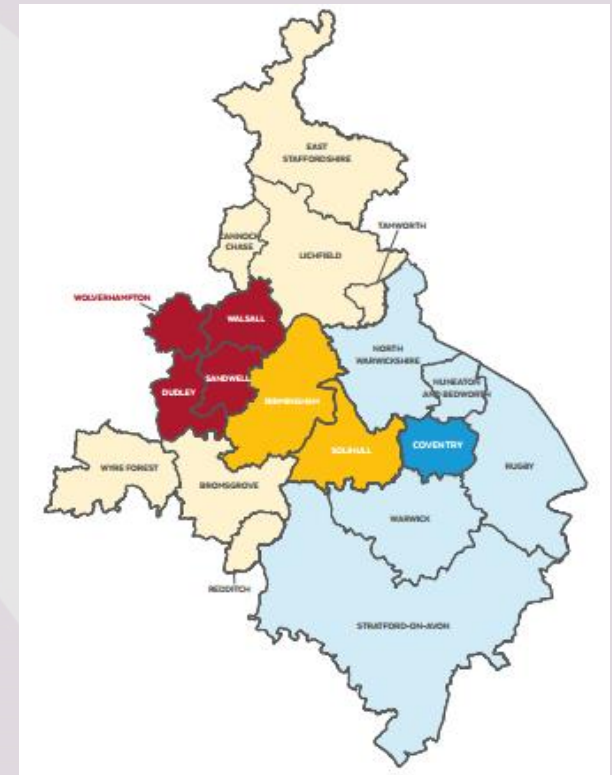 EAST
STAFFORDSHIRE
CANNOCK
CHASE
TAMWORTH
LICHFIELD
WOLVERHAMPTON
WALSALL
NORTH
WARWICKSHIRE
SANDWELL
DUDLEY
NUNEATON
AND BEDWORTH
BIRMINGHAM
SOLIHULL
COVENTRY
WYRE FOREST
RUGBY
BROMSGROVE
WARWICK
REDDITCH
STRATFORD-ON-AVON